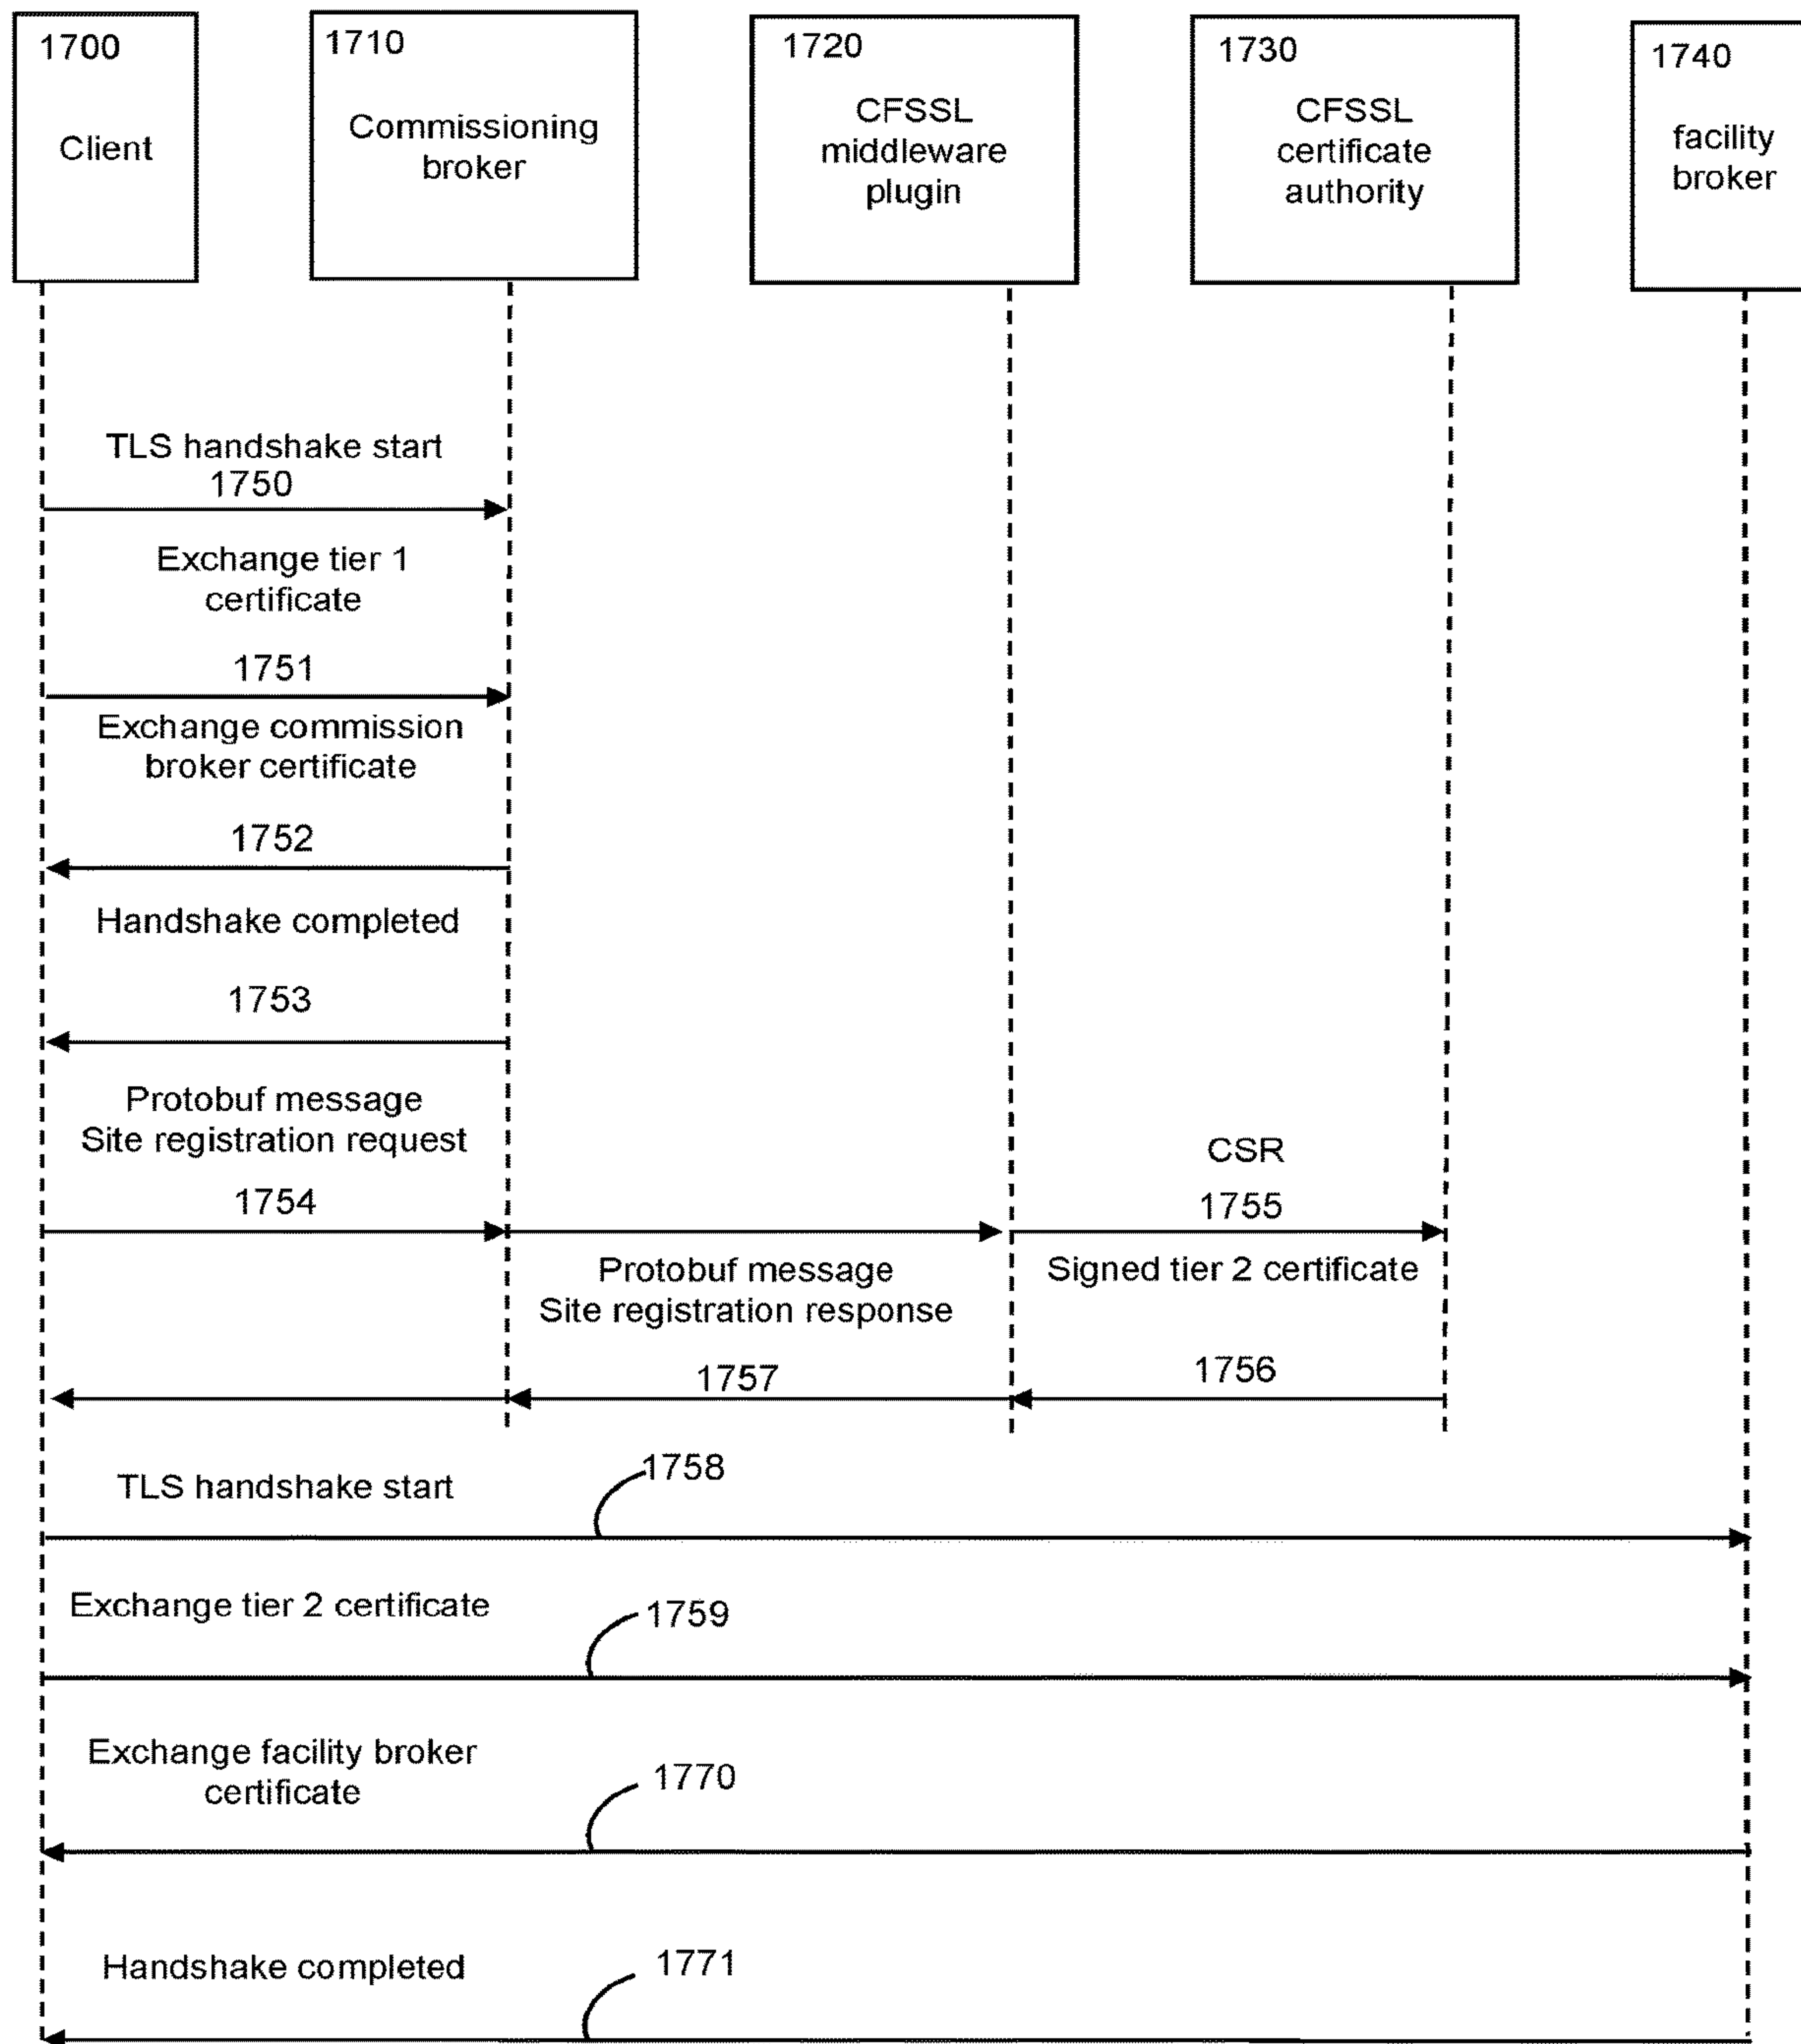 1700
Client
1710
Commissioning
broker
1720
CFSSL
middleware
plugin
1730
CFSSL
certificate
authority
1740
facility
broker
TLS handshake start
1750
Exchange tier 1
certificate
1751
Exchange commission
broker certificate
1752
Handshake completed
1753
Protobuf message
Site registration request
1754
CSR
1755
Protobuf message
Site registration response
1757
Signed tier 2 certificate
1756
TLS handshake start
1758
Exchange tier 2 certificate
1759
Exchange facility broker
certificate
1770
Handshake completed
1771